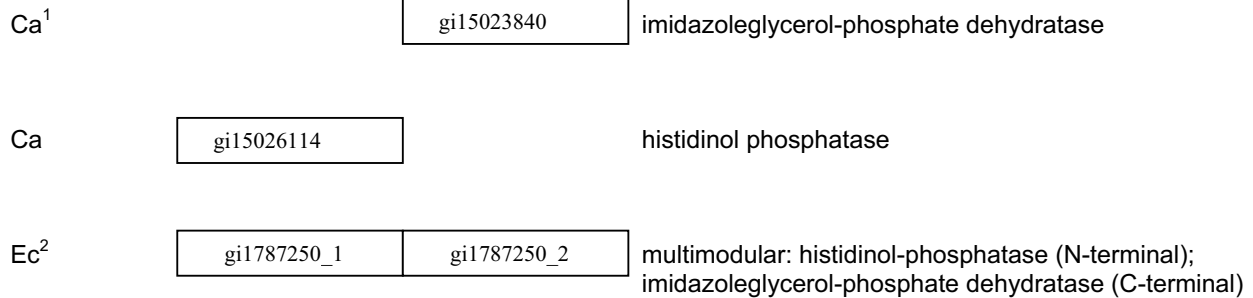 Ca¹ gi15023840 imidazoleglycerol-phosphate dehydratase
Ca gi15026114 histidinol phosphatase
Ec² gi1787250_1 gi1787250_2 multimodular: histidinol-phosphatase (N-terminal);
imidazoleglycerol-phosphate dehydratase (C-terminal)